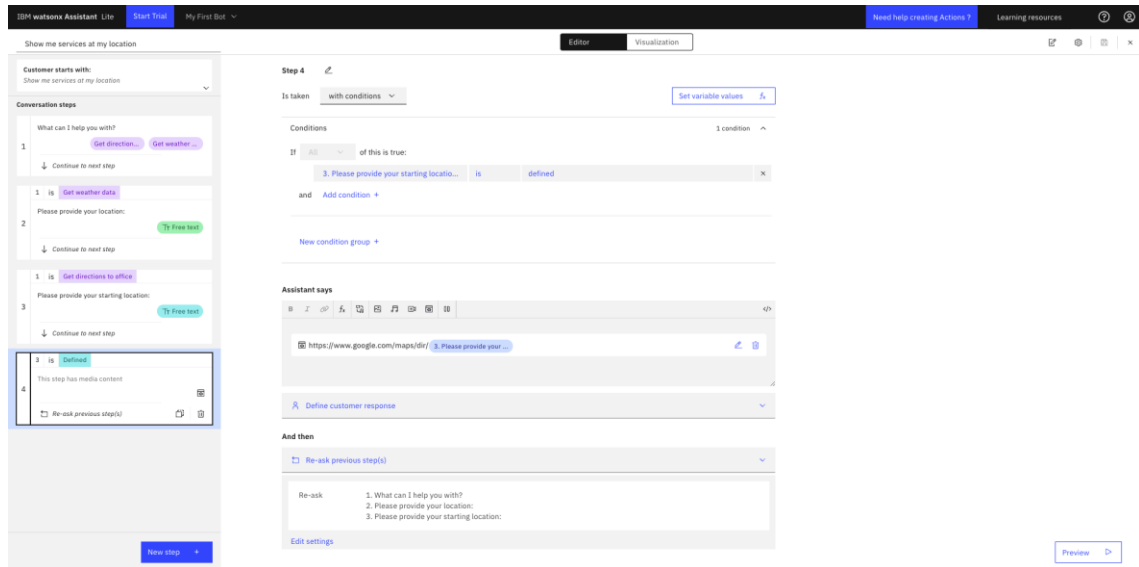 IBM watsonx Assistant Lite Start Trial My First Bot Need help creating Actions ? Learning resources
Show me services at my location
Editor Visualization
Customer starts with:
Show me services at my location
Conversation steps
1
What can I help you with?
Get direction... Get weather ...
Continue to next step
2
1 is Get weather data
Please provide your location:
Free text
Continue to next step
3
1 is Get directions to office
Please provide your starting location:
Free text
Continue to next step
4
3 is Defined
This step has media content
Re-ask previous step(s)
New step +
Step 4
Is taken with conditions Set variable values fx
Conditions 1 condition
If All of this is true:
3. Please provide your starting locatio... is defined
and Add condition +
New condition group +
Assistant says
B I fx </>
https://www.google.com/maps/dir/ 3. Please provide your ...
Define customer response
And then
Re-ask previous step(s)
Re-ask 1. What can I help you with?
2. Please provide your location:
3. Please provide your starting location:
Edit settings
Preview